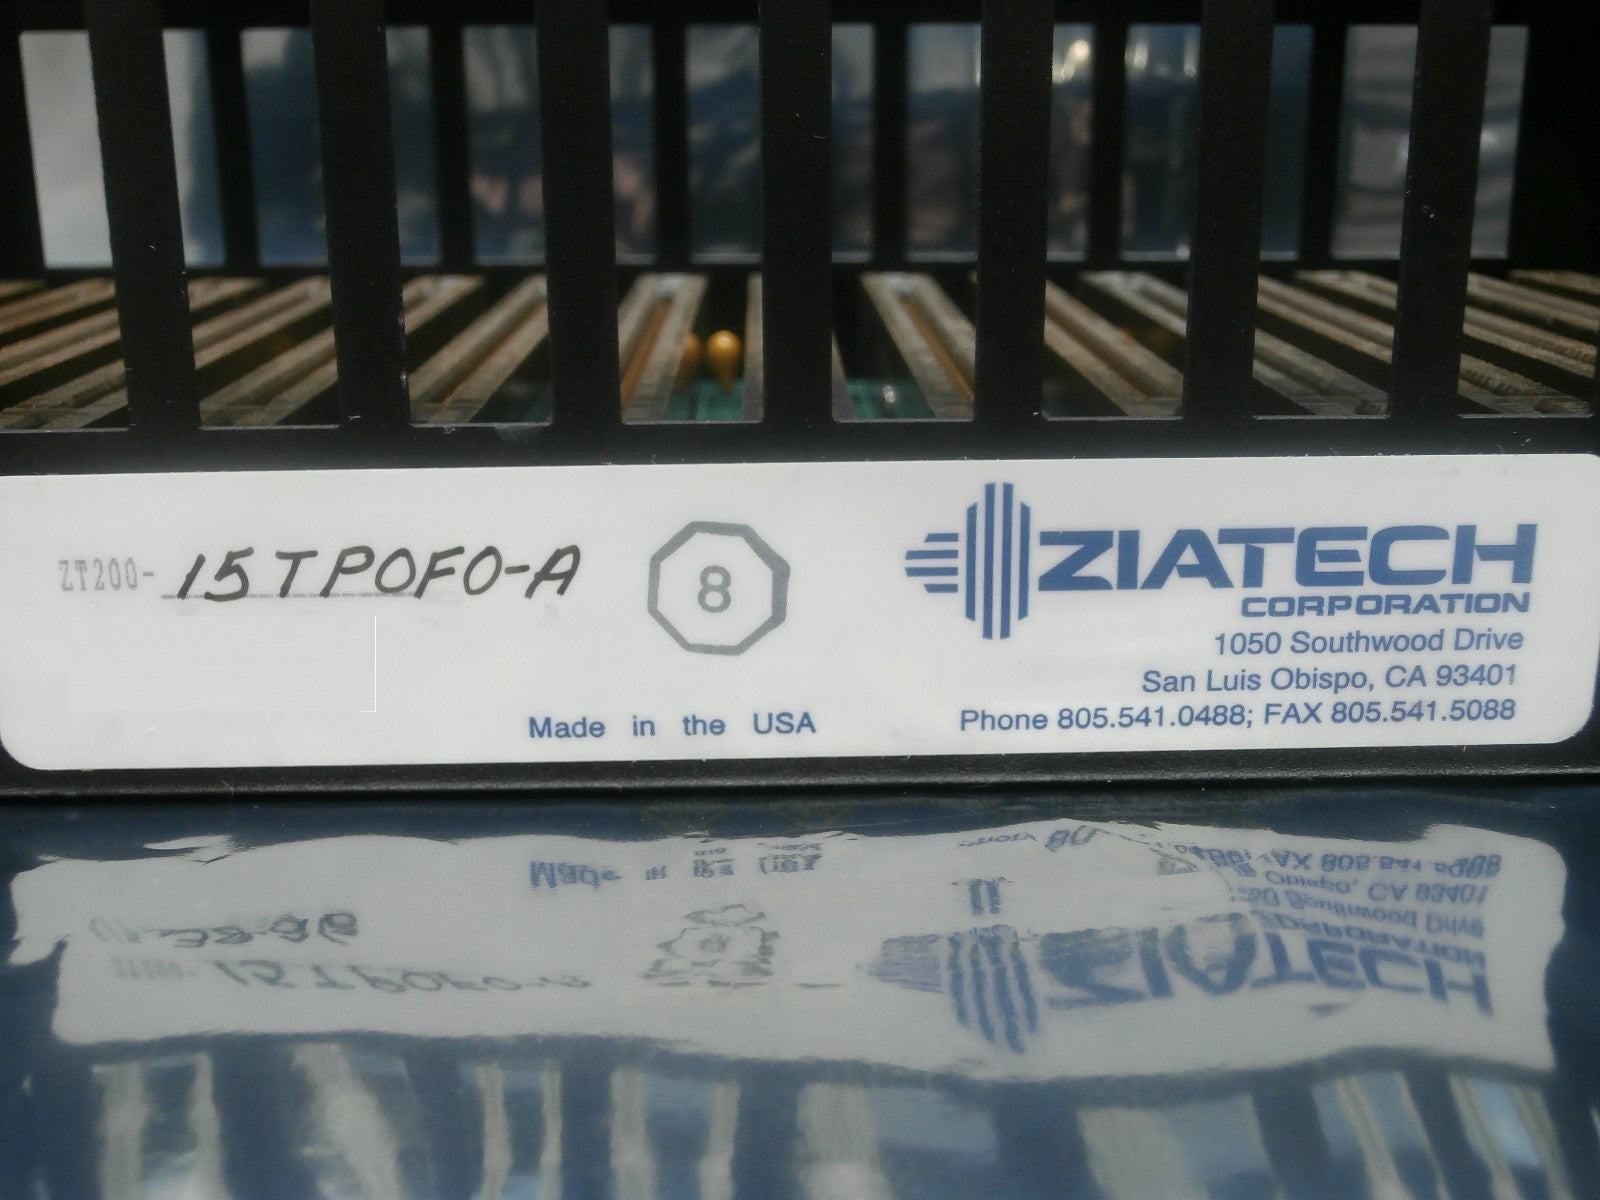 ZT200- 15TPOFO-A
8
ZIATECH
CORPORATION
1050 Southwood Drive
San Luis Obispo, CA 93401
Phone 805.541.0488; FAX 805.541.5088
Made in the USA